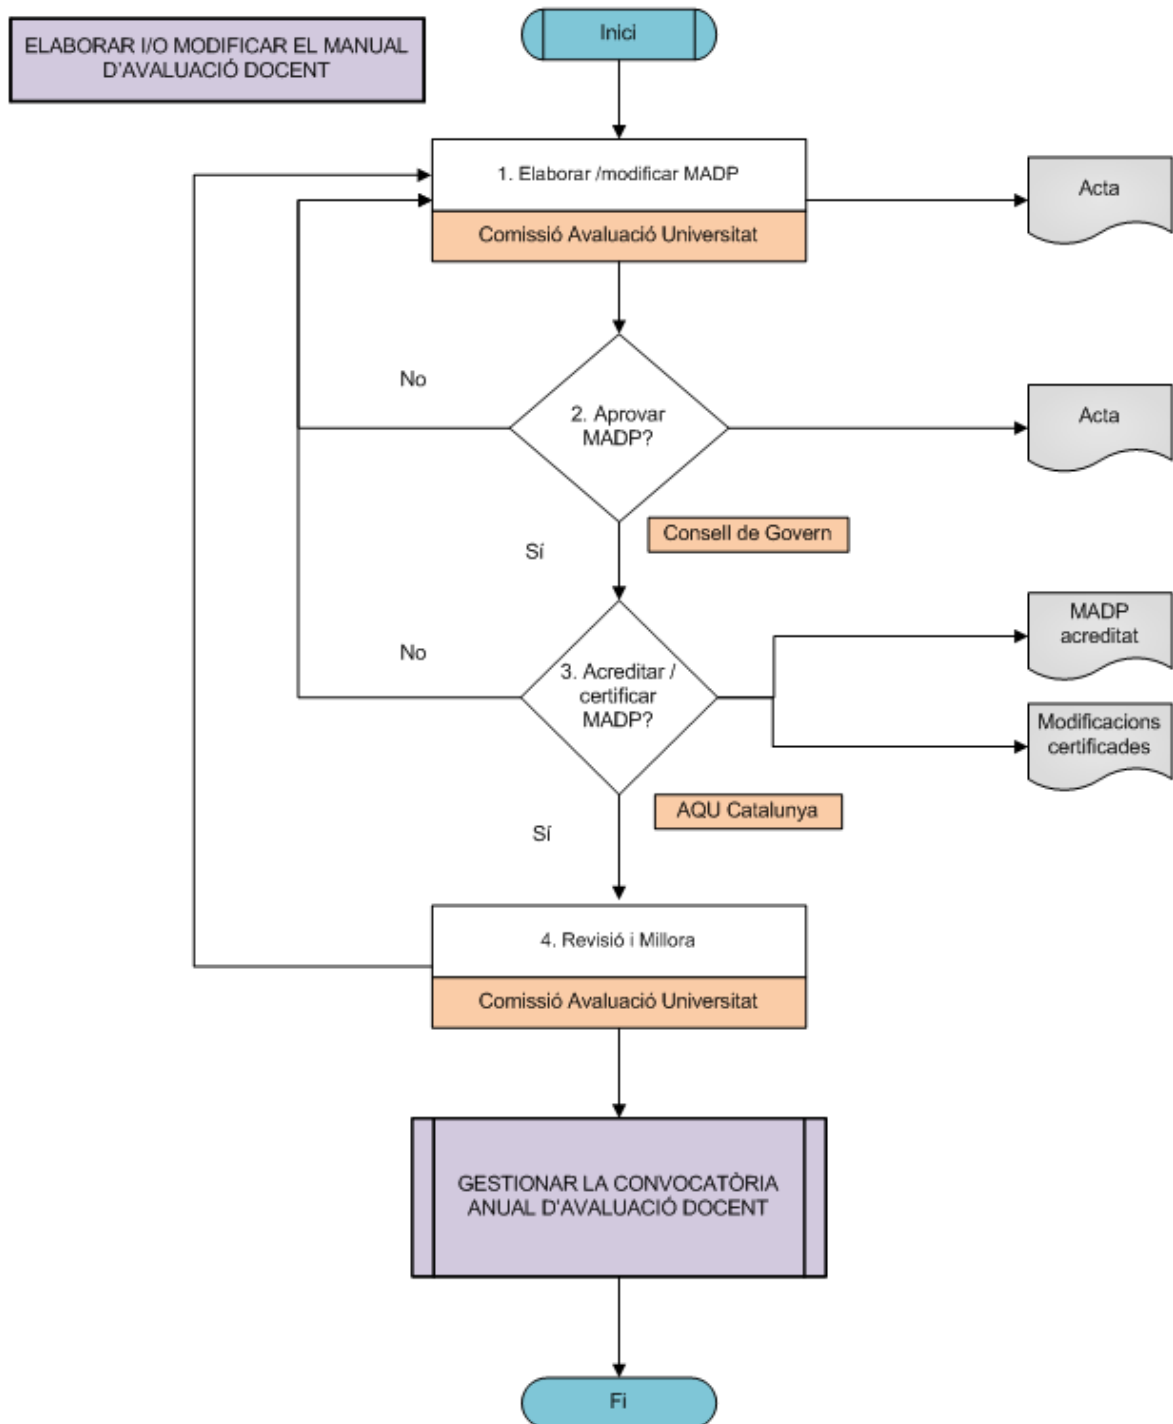 ELABORAR I/O MODIFICAR EL MANUAL
D'AVALUACIÓ DOCENT
Inici
1. Elaborar /modificar MADP
Comissió Avaluació Universitat
Acta
No
2. Aprovar
MADP?
Acta
Consell de Govern
Sí
No
3. Acreditar /
certificar
MADP?
MADP
acreditat
Modificacions
certificades
AQU Catalunya
Sí
4. Revisió i Millora
Comissió Avaluació Universitat
GESTIONAR LA CONVOCATÒRIA
ANUAL D'AVALUACIÓ DOCENT
Fi